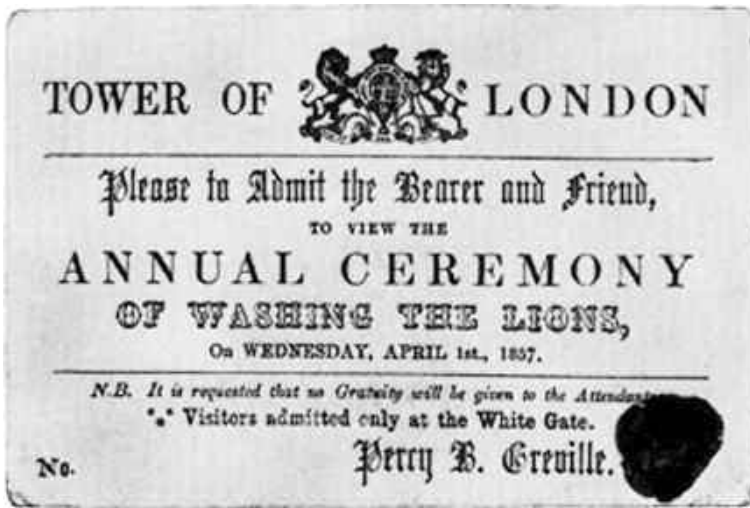 TOWER OF LONDON
Please to Admit the Bearer and Friend,
TO VIEW THE
ANNUAL CEREMONY
OF WASHING THE LIONS,
On WEDNESDAY, APRIL 1st., 1857.
N.B. It is requested that no Gratuity will be given to the Attendants
*** Visitors admitted only at the White Gate.
No. Percy B. Greville.